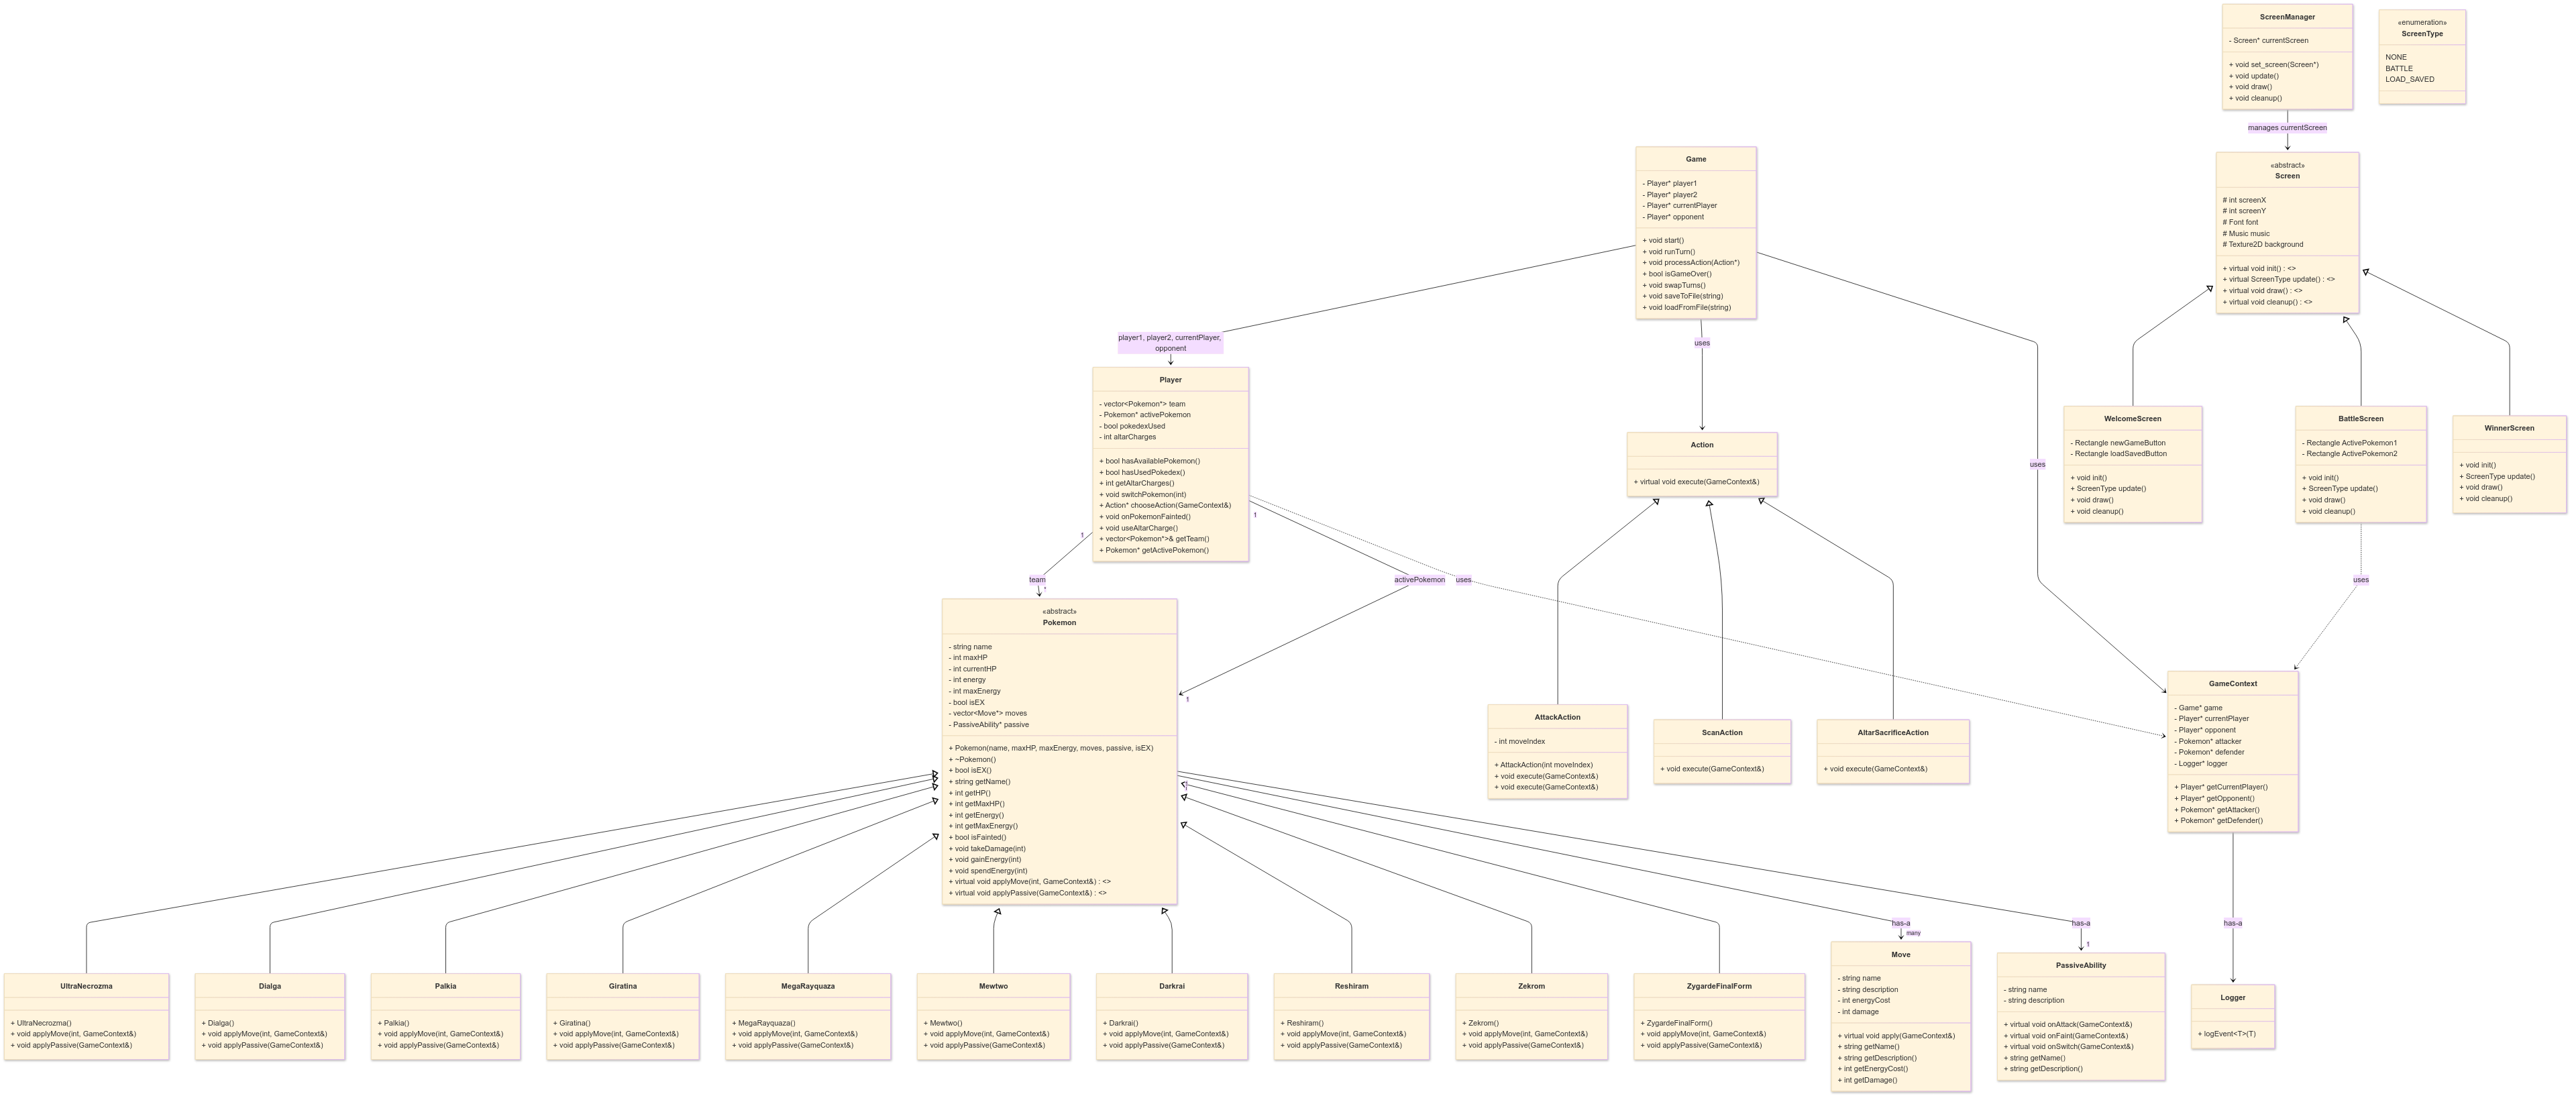 ScreenManager
- Screen* currentScreen
+ void set_screen(Screen*)
+ void update()
+ void draw()
+ void cleanup()
«enumeration»
ScreenType
NONE
BATTLE
LOAD_SAVED
manages currentScreen
Game
- Player* player1
- Player* player2
- Player* currentPlayer
- Player* opponent
+ void start()
+ void runTurn()
+ void processAction(Action*)
+ bool isGameOver()
+ void swapTurns()
+ void saveToFile(string)
+ void loadFromFile(string)
«abstract»
Screen
# int screenX
# int screenY
# Font font
# Music music
# Texture2D background
+ virtual void init() : <>
+ virtual ScreenType update() : <>
+ virtual void draw() : <>
+ virtual void cleanup() : <>
player1, player2, currentPlayer,
opponent
uses
uses
Player
- vector<Pokemon*> team
- Pokemon* activePokemon
- bool pokedexUsed
- int altarCharges
+ bool hasAvailablePokemon()
+ bool hasUsedPokedex()
+ int getAltarCharges()
+ void switchPokemon(int)
+ Action* chooseAction(GameContext&)
+ void onPokemonFainted()
+ void useAltarCharge()
+ vector<Pokemon*>& getTeam()
+ Pokemon* getActivePokemon()
Action
+ virtual void execute(GameContext&)
WelcomeScreen
- Rectangle newGameButton
- Rectangle loadSavedButton
+ void init()
+ ScreenType update()
+ void draw()
+ void cleanup()
BattleScreen
- Rectangle ActivePokemon1
- Rectangle ActivePokemon2
+ void init()
+ ScreenType update()
+ void draw()
+ void cleanup()
WinnerScreen
+ void init()
+ ScreenType update()
+ void draw()
+ void cleanup()
1
1
team
*
activePokemon
1
uses
uses
«abstract»
Pokemon
- string name
- int maxHP
- int currentHP
- int energy
- int maxEnergy
- bool isEX
- vector<Move*> moves
- PassiveAbility* passive
+ Pokemon(name, maxHP, maxEnergy, moves, passive, isEX)
+ ~Pokemon()
+ bool isEX()
+ string getName()
+ int getHP()
+ int getMaxHP()
+ int getEnergy()
+ int getMaxEnergy()
+ bool isFainted()
+ void takeDamage(int)
+ void gainEnergy(int)
+ void spendEnergy(int)
+ virtual void applyMove(int, GameContext&) : <>
+ virtual void applyPassive(GameContext&) : <>
AttackAction
- int moveIndex
+ AttackAction(int moveIndex)
+ void execute(GameContext&)
+ void execute(GameContext&)
ScanAction
+ void execute(GameContext&)
AltarSacrificeAction
+ void execute(GameContext&)
GameContext
- Game* game
- Player* currentPlayer
- Player* opponent
- Pokemon* attacker
- Pokemon* defender
- Logger* logger
+ Player* getCurrentPlayer()
+ Player* getOpponent()
+ Pokemon* getAttacker()
+ Pokemon* getDefender()
has-a
many
has-a
1
has-a
UltraNecrozma
+ UltraNecrozma()
+ void applyMove(int, GameContext&)
+ void applyPassive(GameContext&)
Dialga
+ Dialga()
+ void applyMove(int, GameContext&)
+ void applyPassive(GameContext&)
Palkia
+ Palkia()
+ void applyMove(int, GameContext&)
+ void applyPassive(GameContext&)
Giratina
+ Giratina()
+ void applyMove(int, GameContext&)
+ void applyPassive(GameContext&)
MegaRayquaza
+ MegaRayquaza()
+ void applyMove(int, GameContext&)
+ void applyPassive(GameContext&)
Mewtwo
+ Mewtwo()
+ void applyMove(int, GameContext&)
+ void applyPassive(GameContext&)
Darkrai
+ Darkrai()
+ void applyMove(int, GameContext&)
+ void applyPassive(GameContext&)
Reshiram
+ Reshiram()
+ void applyMove(int, GameContext&)
+ void applyPassive(GameContext&)
Zekrom
+ Zekrom()
+ void applyMove(int, GameContext&)
+ void applyPassive(GameContext&)
ZygardeFinalForm
+ ZygardeFinalForm()
+ void applyMove(int, GameContext&)
+ void applyPassive(GameContext&)
Move
- string name
- string description
- int energyCost
- int damage
+ virtual void apply(GameContext&)
+ string getName()
+ string getDescription()
+ int getEnergyCost()
+ int getDamage()
PassiveAbility
- string name
- string description
+ virtual void onAttack(GameContext&)
+ virtual void onFaint(GameContext&)
+ virtual void onSwitch(GameContext&)
+ string getName()
+ string getDescription()
Logger
+ logEvent<T>(T)